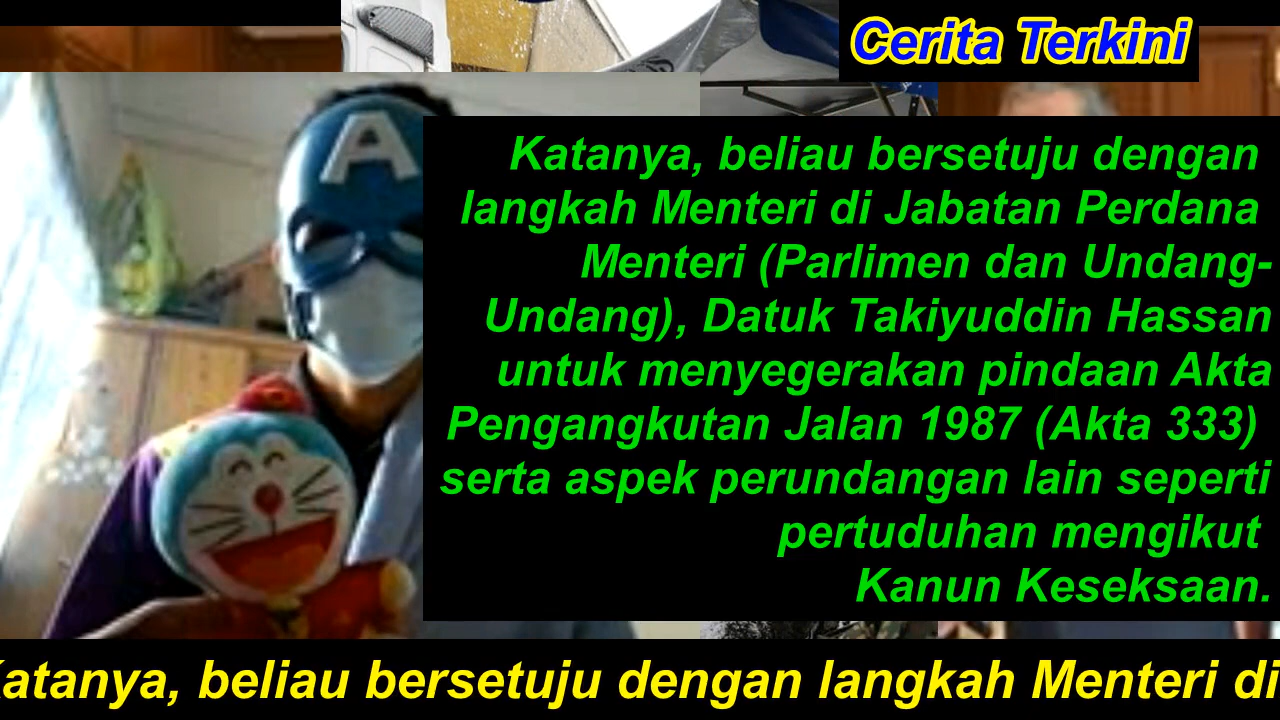 Cerita Terkini
A
Katanya, beliau bersetuju dengan
langkah Menteri di Jabatan Perdana
Menteri (Parlimen dan Undang-
Undang), Datuk Takiyuddin Hassan
untuk menyegerakan pindaan Akta
Pengangkutan Jalan 1987 (Akta 333)
serta aspek perundangan lain seperti
pertuduhan mengikut
Kanun Keseksaan.
Katanya, beliau bersetuju dengan langkah Menteri di